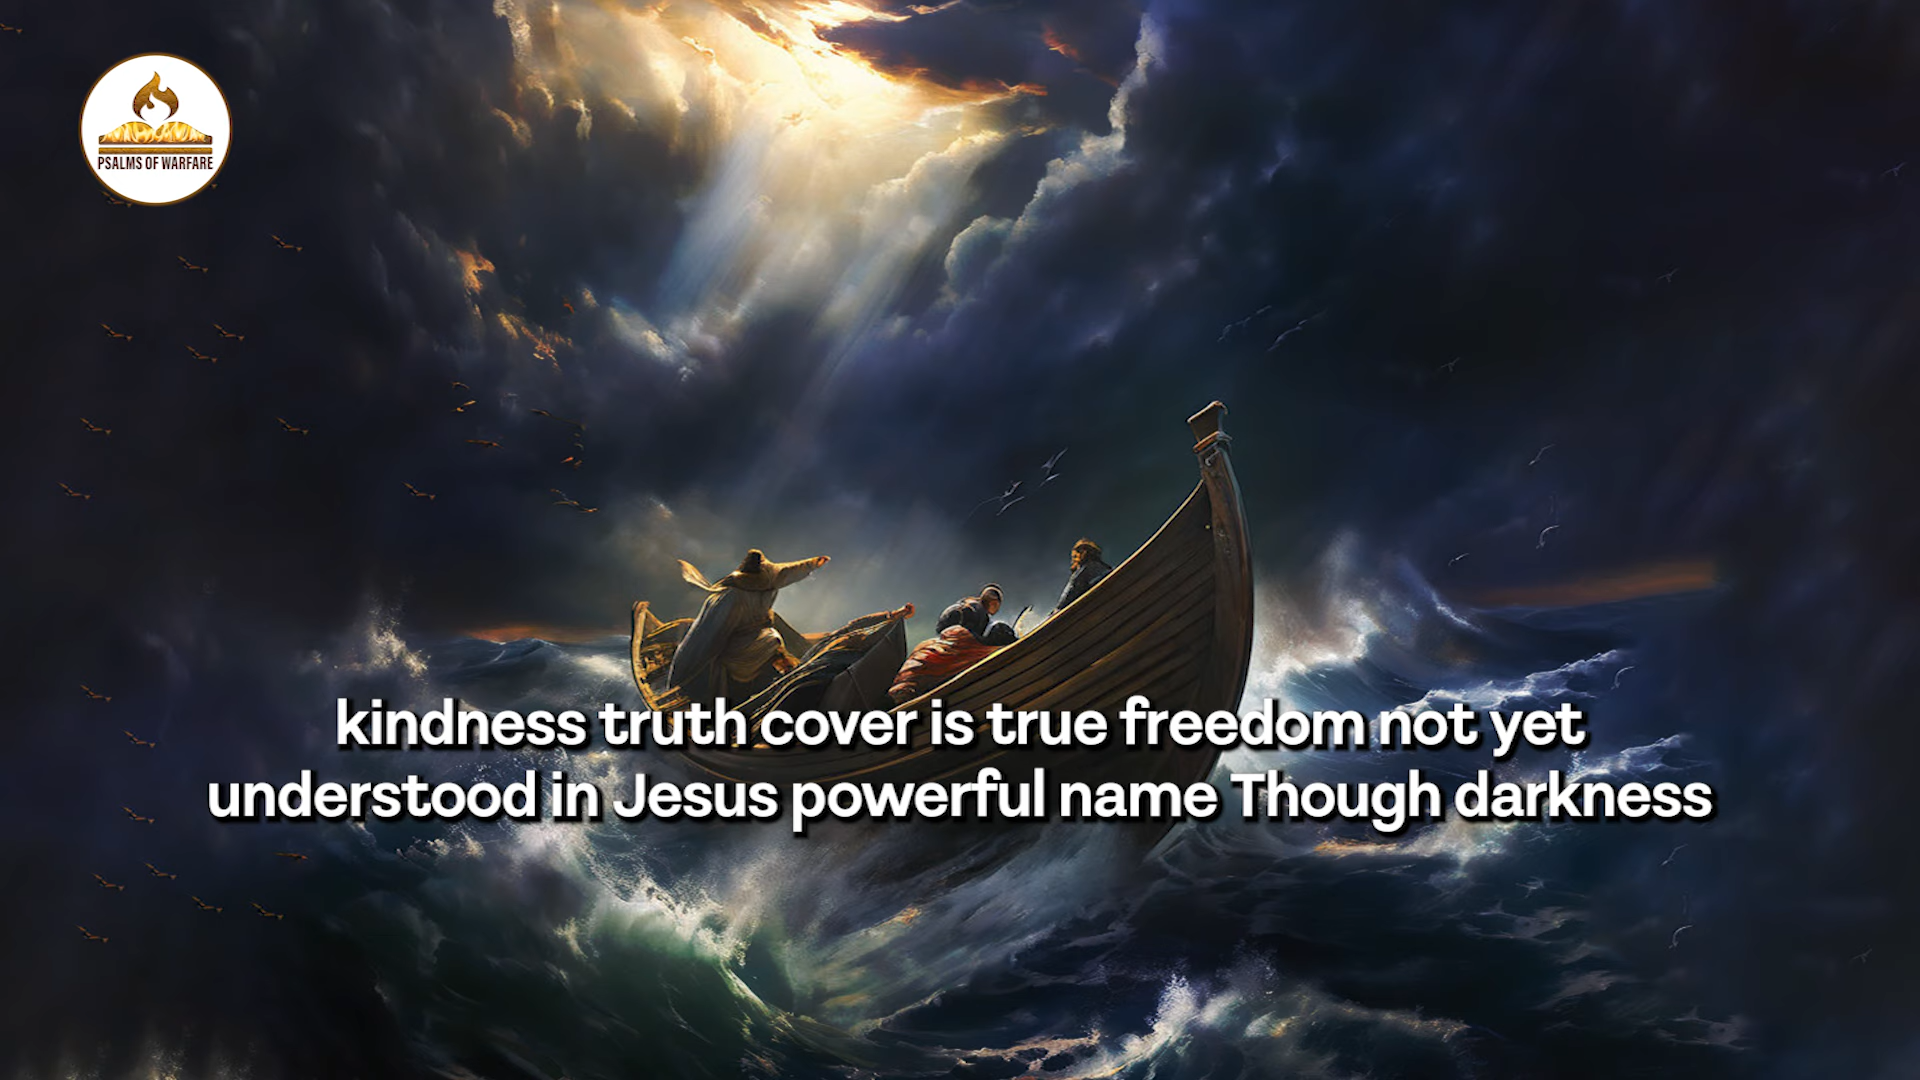 PSALMS OF WARFARE
kindness truth cover is true freedom not yet
understood in Jesus powerful name Though darkness